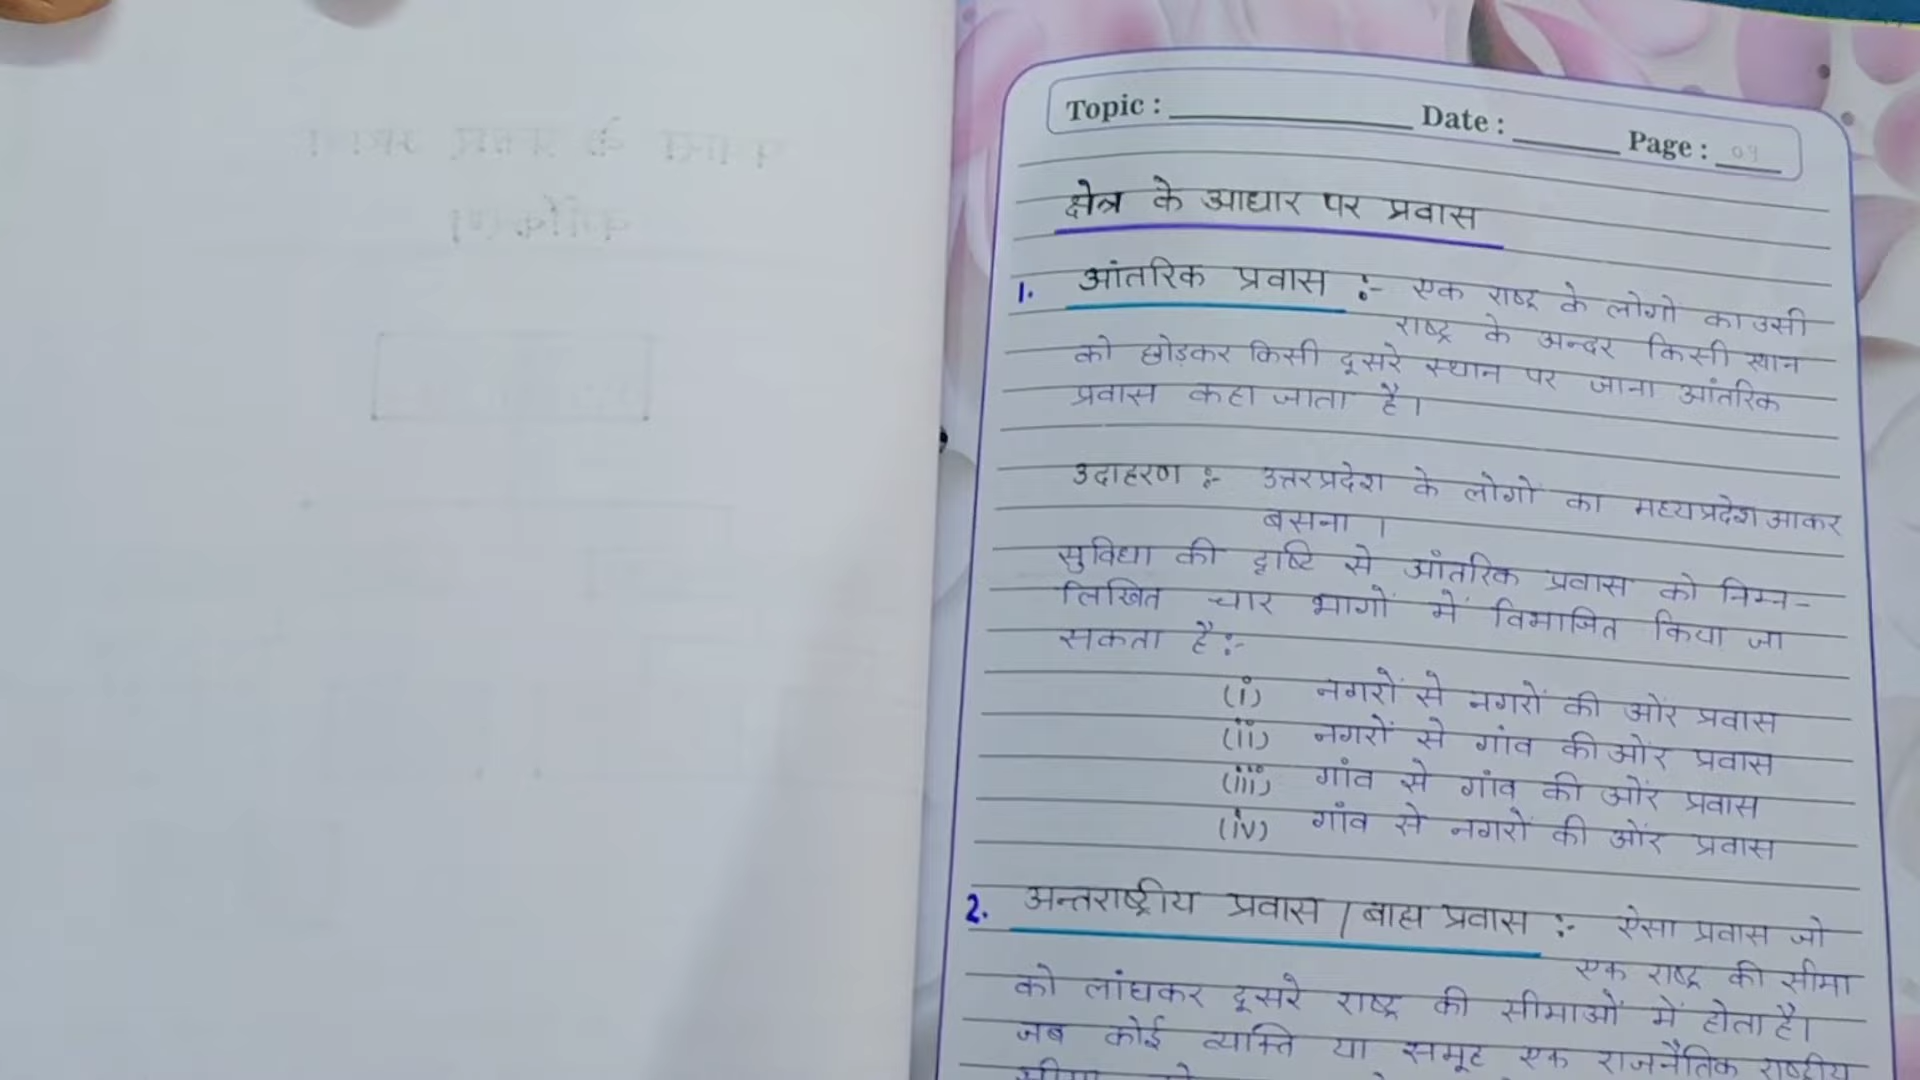 Topic : Date : Page : 04
क्षेत्र के आधार पर प्रवास
1. आंतरिक प्रवास :- एक राष्ट्र के लोगो का उसी
राष्ट्र के अन्दर किसी स्थान
को छोड़कर किसी दूसरे स्थान पर जाना आंतरिक
प्रवास कहा जाता है।
उदाहरण :- उत्तरप्रदेश के लोगों का मध्यप्रदेश आकर
बसना ।
सुविधा की दृष्टि से आंतरिक प्रवास को निम्न-
लिखित चार भागों में विभाजित किया जा
सकता है :-
(i) नगरों से नगरों की ओर प्रवास
(ii) नगरों से गांव की ओर प्रवास
(iii) गांव से गांव की ओर प्रवास
(iv) गांव से नगरों की ओर प्रवास
2. अन्तराष्ट्रीय प्रवास / बाह्य प्रवास :- ऐसा प्रवास जो
एक राष्ट्र की सीमा
को लांघकर दूसरे राष्ट्र की सीमाओं में होता है।
जब कोई व्यक्ति या समूह एक राजनैतिक राष्ट्रीय